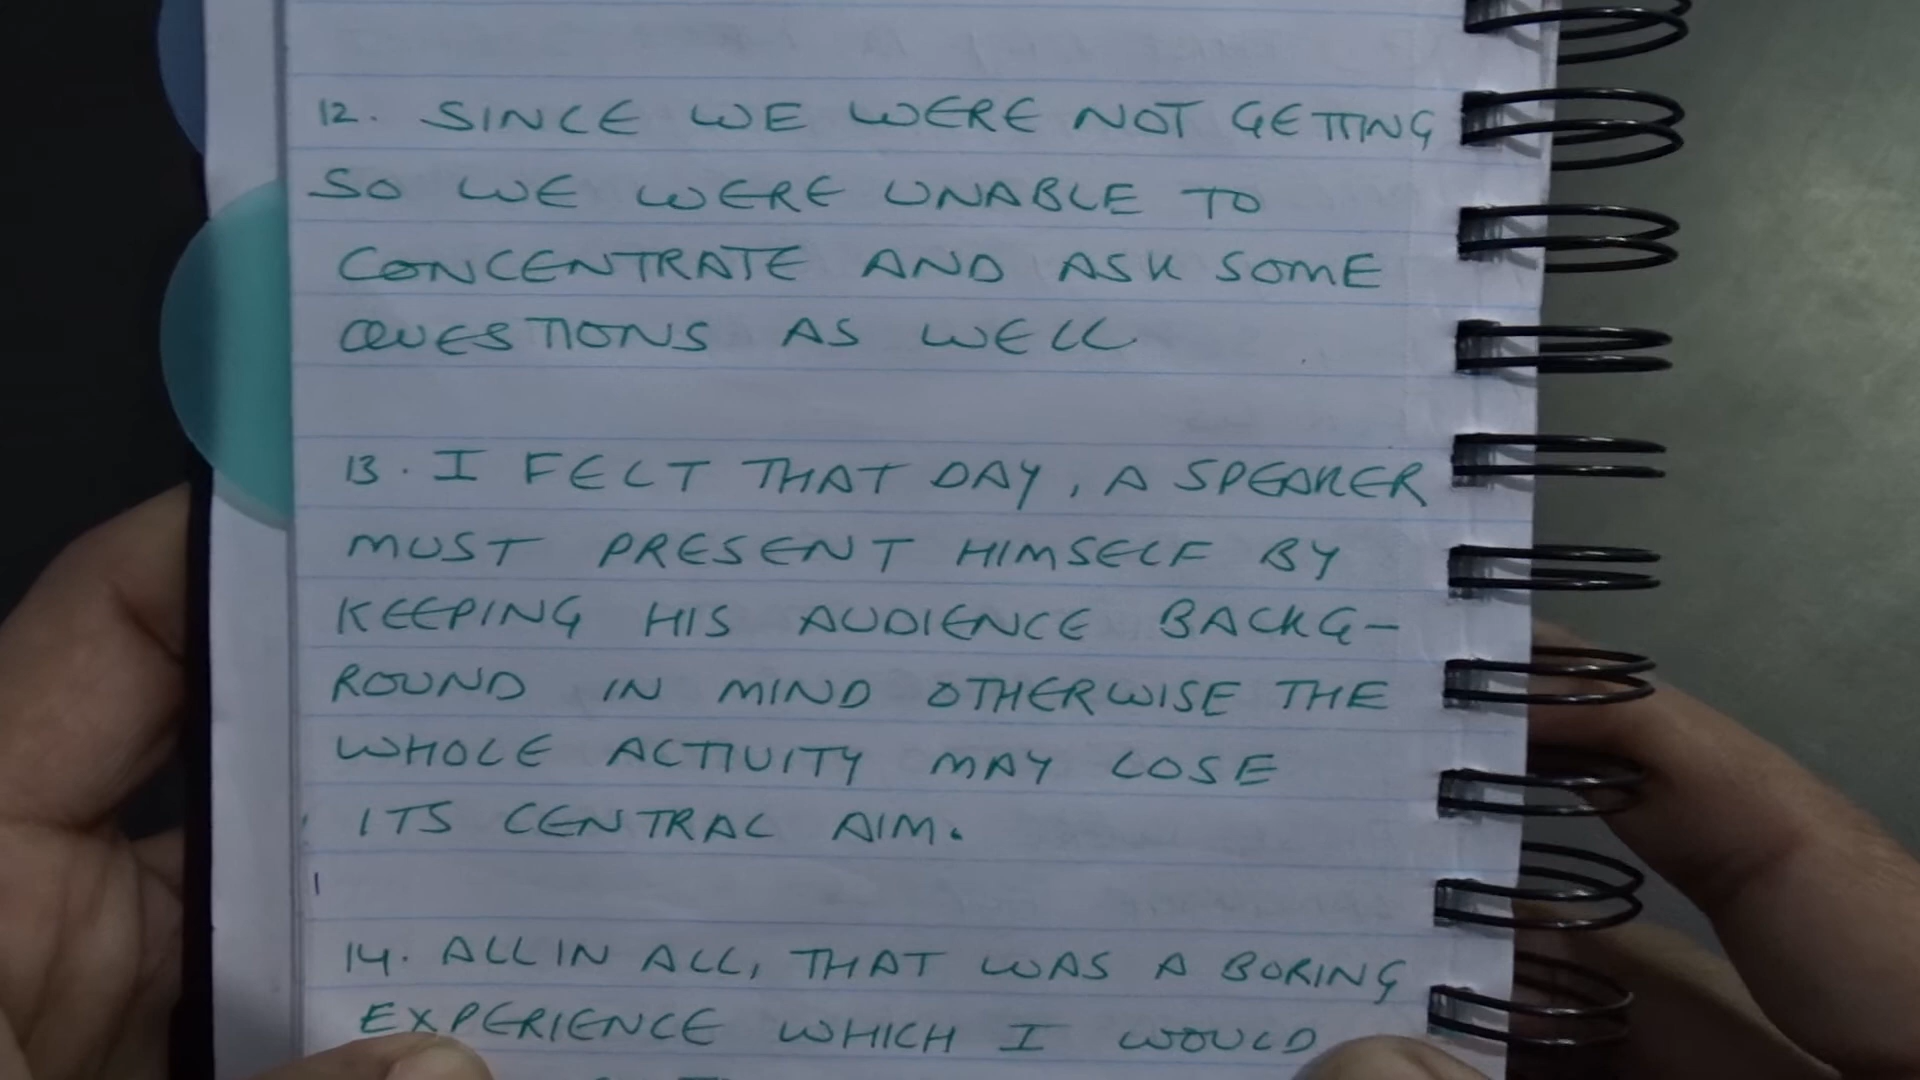 12. SINCE WE WERE NOT GETTING
SO WE WERE UNABLE TO
CONCENTRATE AND ASK SOME
QUESTIONS AS WELL
13. I FELT THAT DAY, A SPEAKER
MUST PRESENT HIMSELF BY
KEEPING HIS AUDIENCE BACKG-
ROUND IN MIND OTHERWISE THE
WHOLE ACTIVITY MAY LOSE
ITS CENTRAL AIM.
14. ALL IN ALL, THAT WAS A BORING
EXPERIENCE WHICH I WOULD